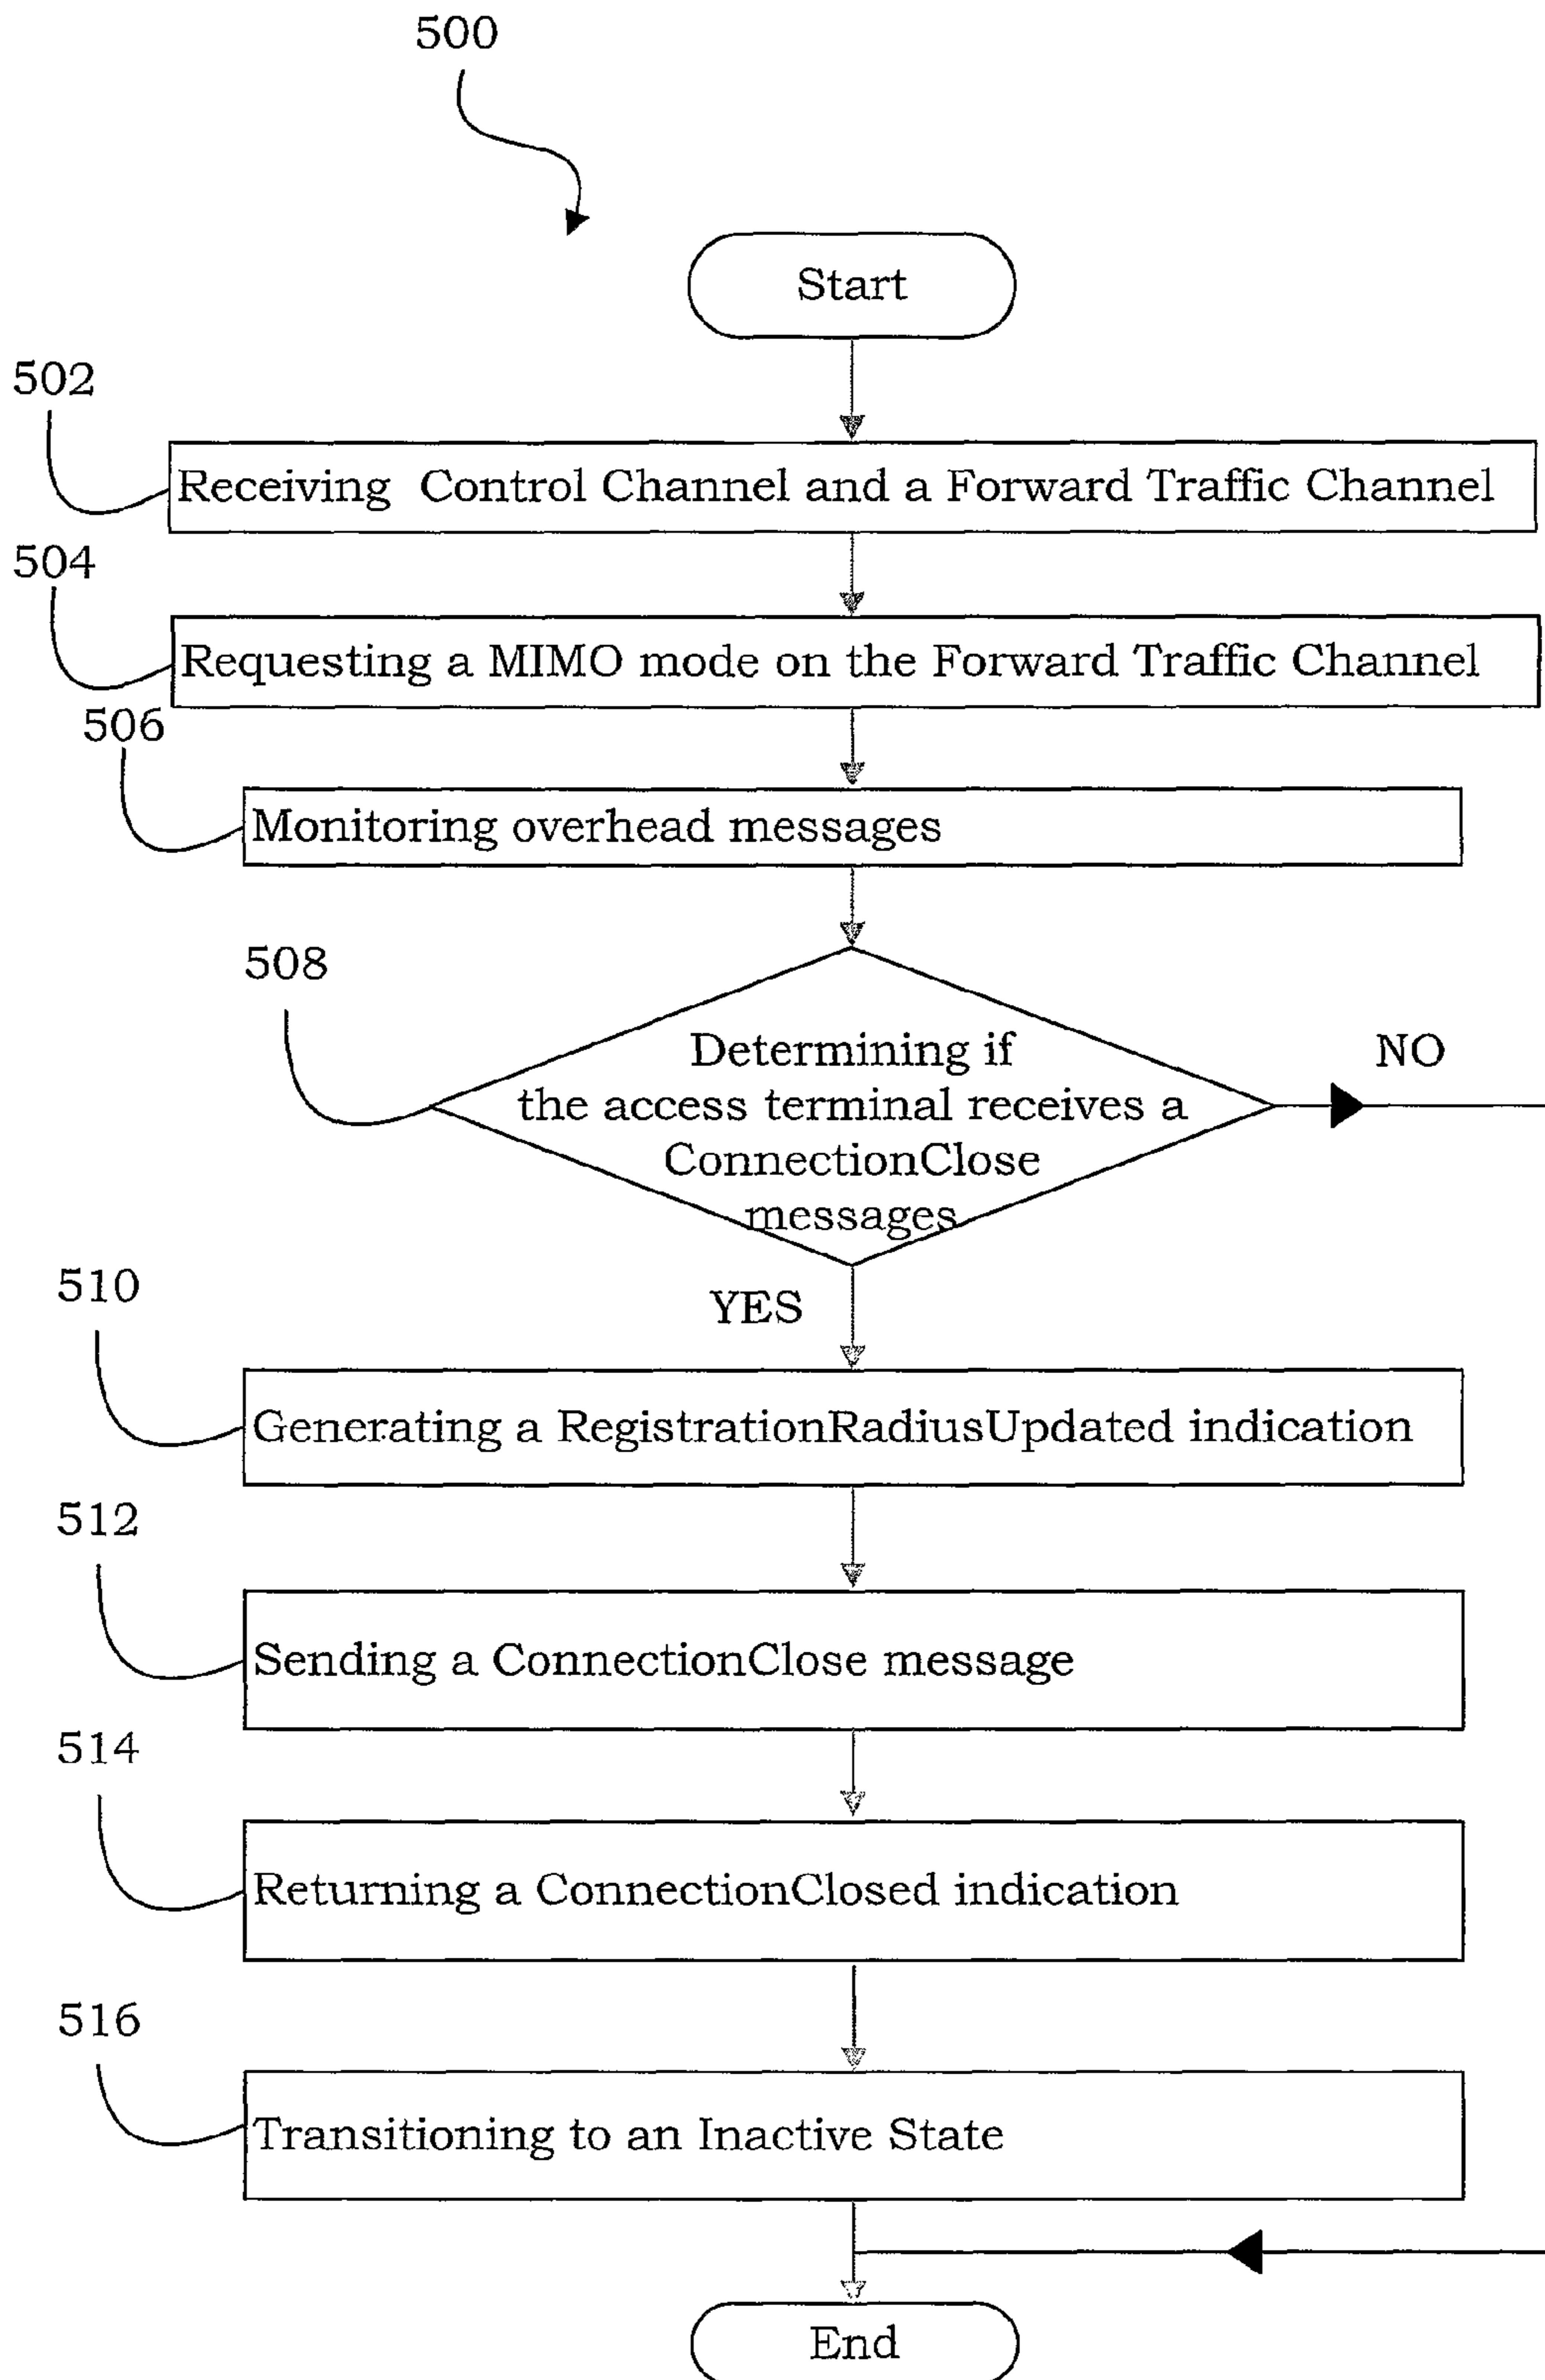 500
Start
502
Receiving Control Channel and a Forward Traffic Channel
504
Requesting a MIMO mode on the Forward Traffic Channel
506
Monitoring overhead messages
508
Determining if
the access terminal receives a
ConnectionClose
messages
NO
YES
510
Generating a RegistrationRadiusUpdated indication
512
Sending a ConnectionClose message
514
Returning a ConnectionClosed indication
516
Transitioning to an Inactive State
End